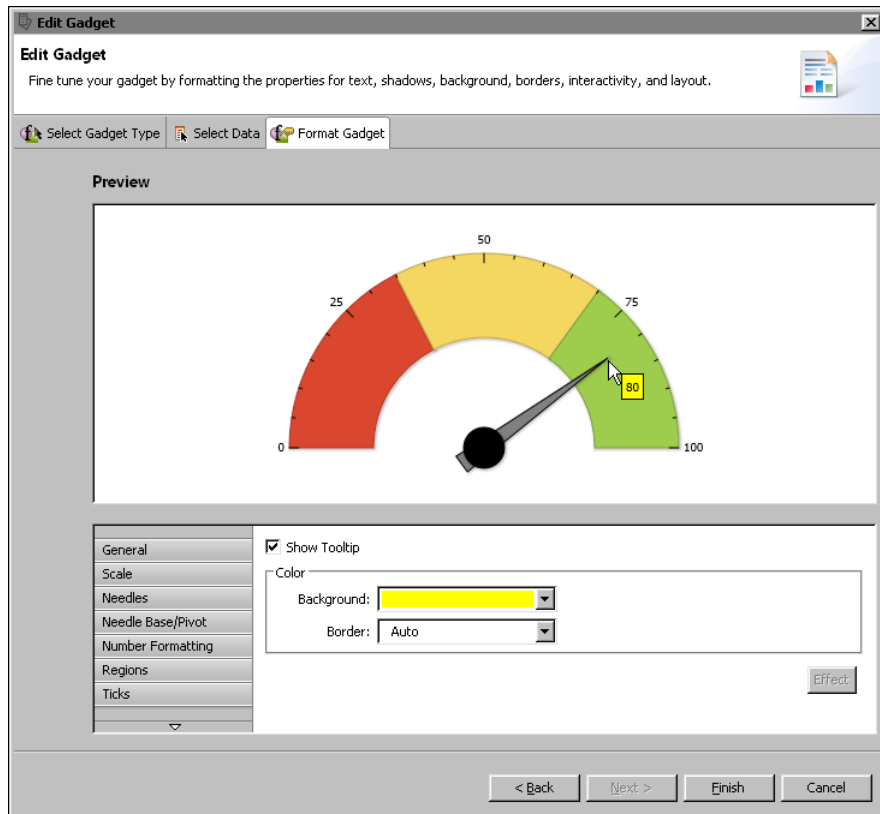 Edit Gadget
Edit Gadget
Fine tune your gadget by formatting the properties for text, shadows, background, borders, interactivity, and layout.
Select Gadget Type
Select Data
Format Gadget
Preview
50
25
75
80
0
100
General
Scale
Needles
Needle Base/Pivot
Number Formatting
Regions
Ticks
Show Tooltip
Color
Background:
Border:
Auto
Effect
< Back
Next >
Finish
Cancel